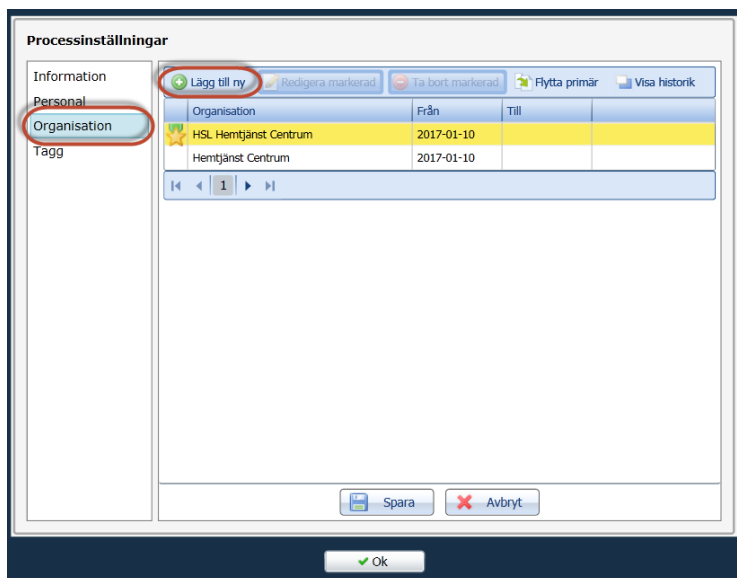 Processinställningar
Information
Personal
Organisation
Tagg
Lägg till ny Redigera markerad Ta bort markerad Flytta primär Visa historik
Organisation Från Till
HSL Hemtjänst Centrum 2017-01-10
Hemtjänst Centrum 2017-01-10
1
Spara Avbryt
Ok